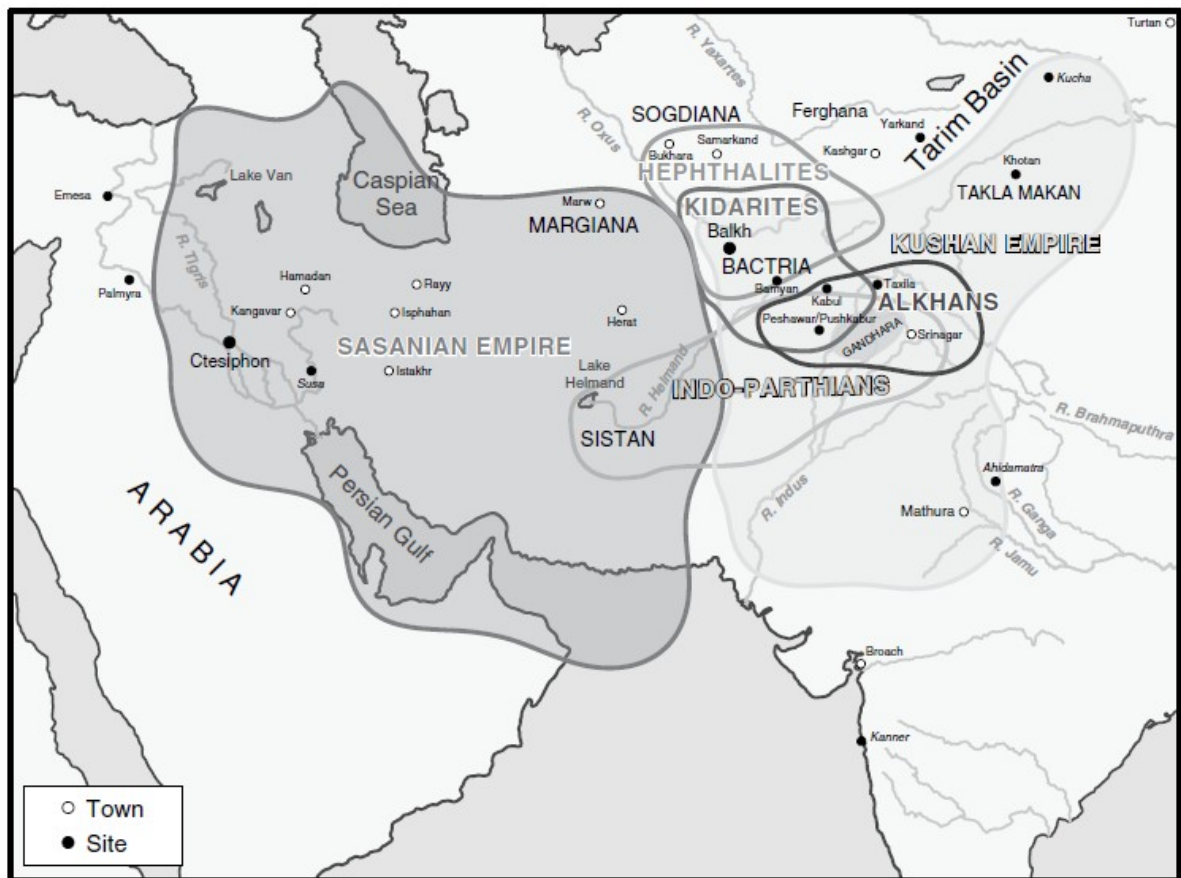 Turtan
R. Yaxartes
Tarim Basin
Kucha
R. Oxus
SOGDIANA
Ferghana
Samarkand
Bukhara
Yarkand
Kashgar
Khotan
TAKLA MAKAN
HEPHTHALITES
Lake Van
Caspian
Sea
Emesa
Marw
MARGIANA
KIDARITES
Balkh
BACTRIA
KUSHAN EMPIRE
R. Tigris
Palmyra
Hamadan
Rayy
Bamyan
Kabul
Taxila
ALKHANS
Kangavar
Isphahan
Herat
Peshawar/Pushkabur
GANDHARA
Srinagar
Ctesiphon
SASANIAN EMPIRE
Susa
Istakhr
Lake
Helmand
R. Helmand
INDO-PARTHIANS
SISTAN
R. Brahmaputhra
R. Indus
Ahidamatra
Mathura
R. Ganga
R. Jamu
ARABIA
Persian Gulf
Broach
Kanner
Town
Site